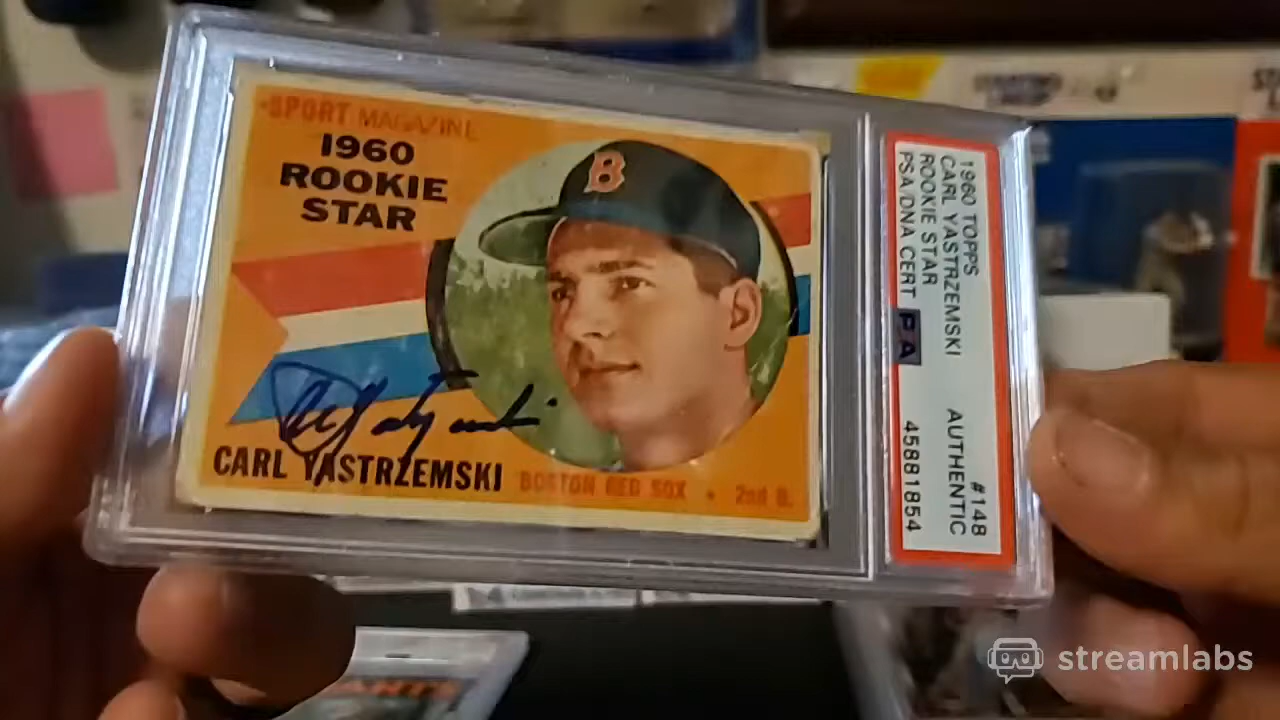 SPORT MAGAZINE
1960
ROOKIE
STAR
B
CARL YASTRZEMSKI
BOSTON RED SOX • 2nd B.
1960 TOPPS #148
CARL YASTRZEMSKI AUTHENTIC
ROOKIE STAR
PSA/DNA CERT 45881854
streamlabs